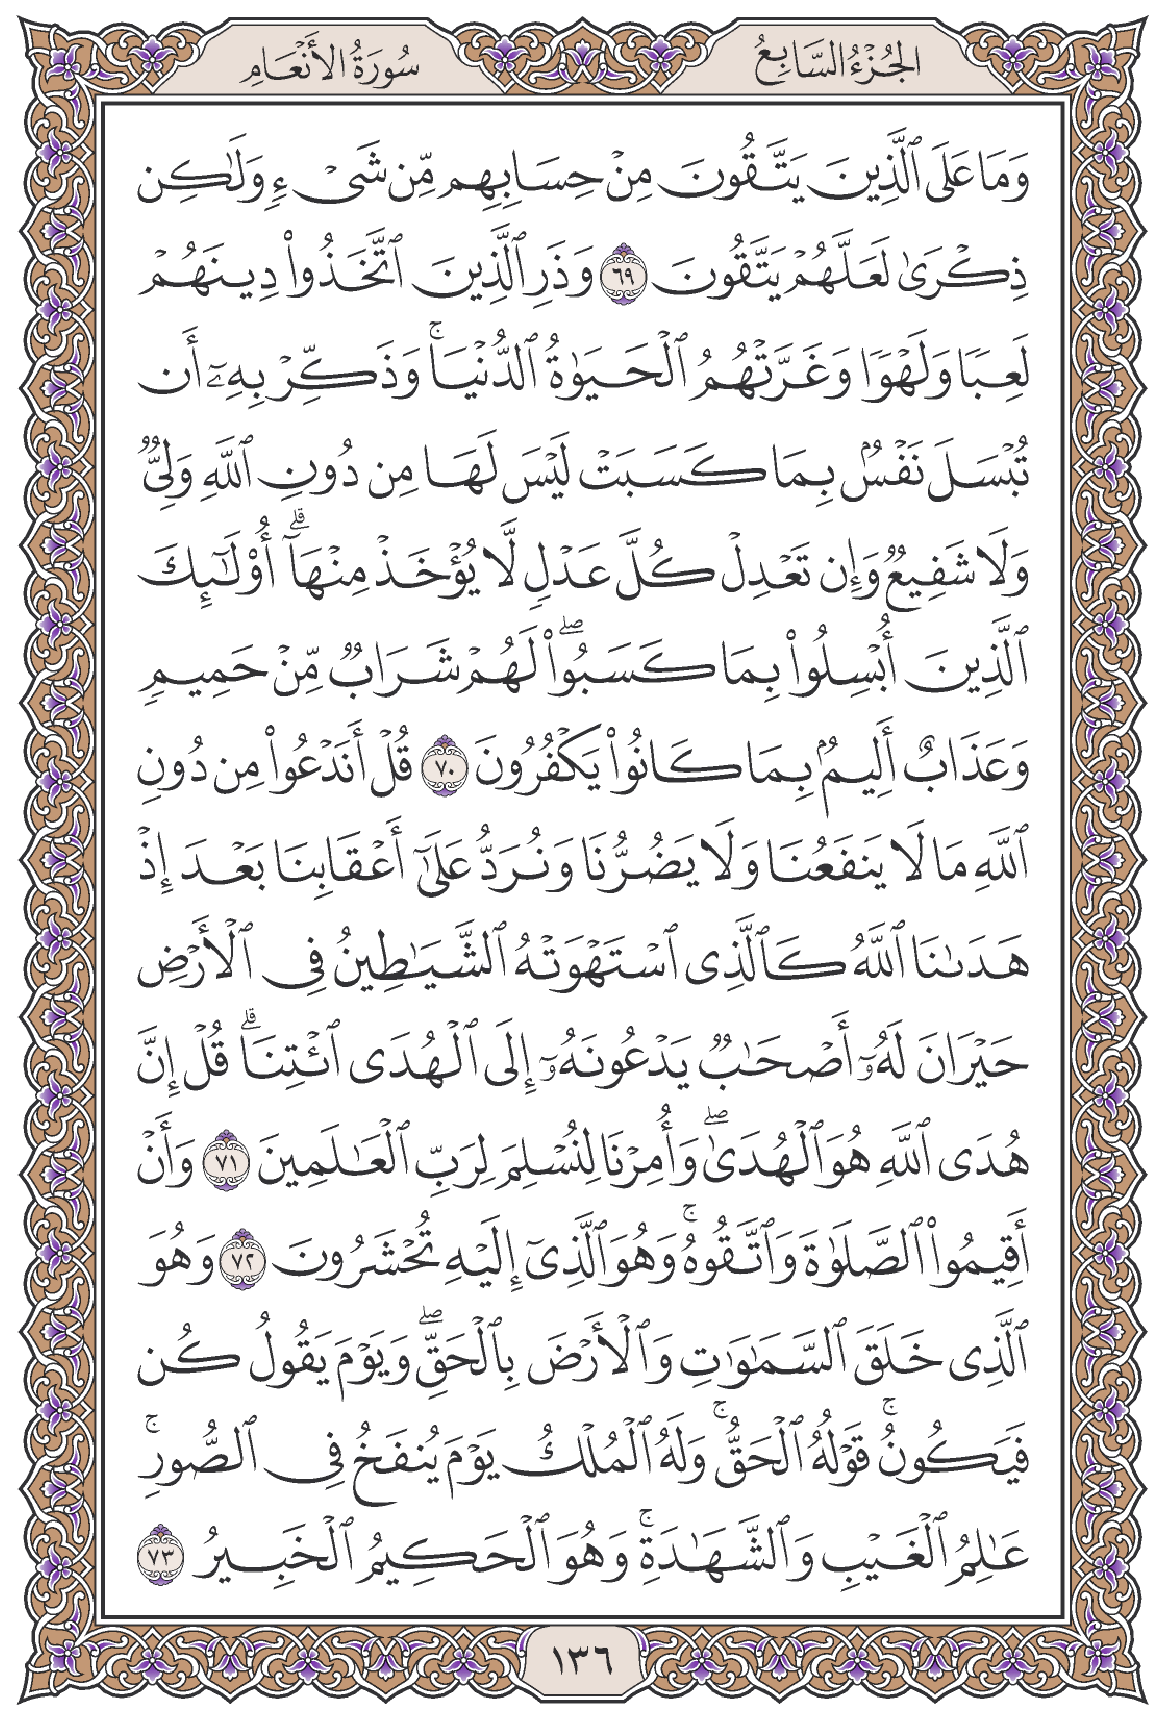 الجُزْءُ السَّابِعُ
سُورَةُ الأَنْعَامِ
وَمَا عَلَى ٱلَّذِينَ يَتَّقُونَ مِنْ حِسَابِهِم مِّن شَىْءٍ وَلَٰكِن
ذِكْرَىٰ لَعَلَّهُمْ يَتَّقُونَ ٦٩ وَذَرِ ٱلَّذِينَ ٱتَّخَذُوا۟ دِينَهُمْ
لَعِبًا وَلَهْوًا وَغَرَّتْهُمُ ٱلْحَيَوٰةُ ٱلدُّنْيَا ۚ وَذَكِّرْ بِهِۦٓ أَن
تُبْسَلَ نَفْسٌۢ بِمَا كَسَبَتْ لَيْسَ لَهَا مِن دُونِ ٱللَّهِ وَلِىٌّ
وَلَا شَفِيعٌ وَإِن تَعْدِلْ كُلَّ عَدْلٍ لَّا يُؤْخَذْ مِنْهَآ ۗ أُو۟لَٰٓئِكَ
ٱلَّذِينَ أُبْسِلُوا۟ بِمَا كَسَبُوا۟ ۖ لَهُمْ شَرَابٌ مِّنْ حَمِيمٍ
وَعَذَابٌ أَلِيمٌۢ بِمَا كَانُوا۟ يَكْفُرُونَ ٧٠ قُلْ أَنَدْعُوا۟ مِن دُونِ
ٱللَّهِ مَا لَا يَنفَعُنَا وَلَا يَضُرُّنَا وَنُرَدُّ عَلَىٰٓ أَعْقَابِنَا بَعْدَ إِذْ
هَدَىٰنَا ٱللَّهُ كَٱلَّذِى ٱسْتَهْوَتْهُ ٱلشَّيَٰطِينُ فِى ٱلْأَرْضِ
حَيْرَانَ لَهُۥٓ أَصْحَٰبٌ يَدْعُونَهُۥٓ إِلَى ٱلْهُدَى ٱئْتِنَا ۗ قُلْ إِنَّ
هُدَى ٱللَّهِ هُوَ ٱلْهُدَىٰ ۖ وَأُمِرْنَا لِنُسْلِمَ لِرَبِّ ٱلْعَٰلَمِينَ ٧١ وَأَنْ
أَقِيمُوا۟ ٱلصَّلَوٰةَ وَٱتَّقُوهُ ۚ وَهُوَ ٱلَّذِىٓ إِلَيْهِ تُحْشَرُونَ ٧٢ وَهُوَ
ٱلَّذِى خَلَقَ ٱلسَّمَٰوَٰتِ وَٱلْأَرْضَ بِٱلْحَقِّ ۖ وَيَوْمَ يَقُولُ كُن
فَيَكُونُ ۚ قَوْلُهُ ٱلْحَقُّ ۚ وَلَهُ ٱلْمُلْكُ يَوْمَ يُنفَخُ فِى ٱلصُّورِ ۚ
عَٰلِمُ ٱلْغَيْبِ وَٱلشَّهَٰدَةِ ۚ وَهُوَ ٱلْحَكِيمُ ٱلْخَبِيرُ ٧٣
١٣٦